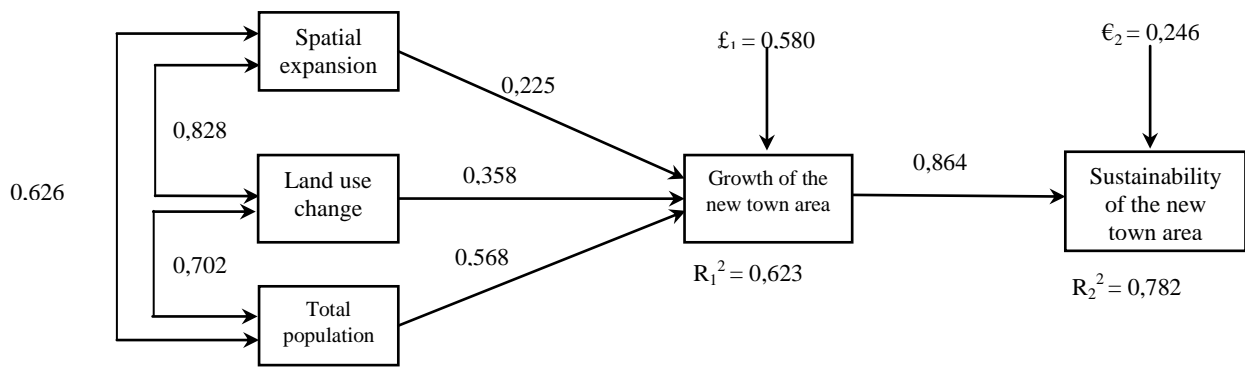 Spatial
expansion
£₁ = 0,580
€₂ = 0,246
0,225
0,828
0.626
Land use
change
0,358
Growth of the
new town area
0,864
Sustainability
of the new
town area
0,702
0,568
R₁² = 0,623
R₂² = 0,782
Total
population